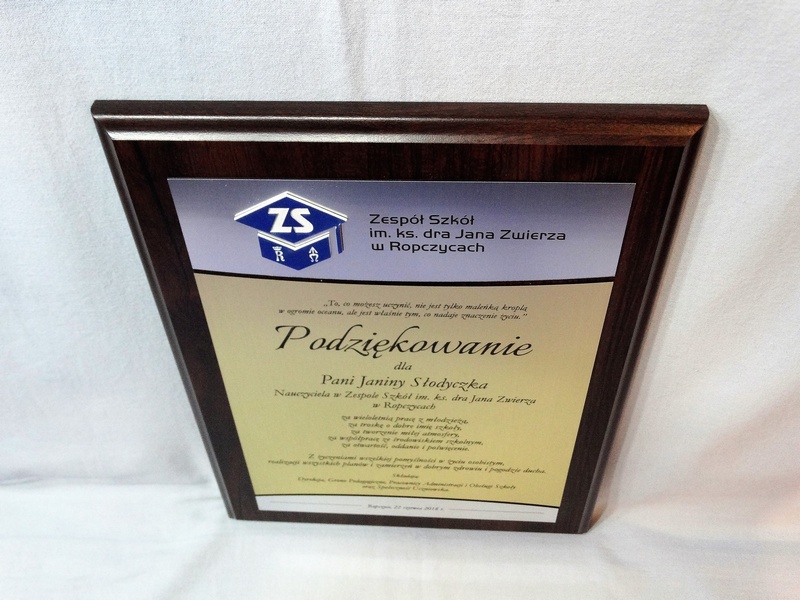 ZS
R
Zespół Szkół
im. ks. dra Jana Zwierza
w Ropczycach
„To, co możesz uczynić, nie jest tylko maleńką kroplą
w ogromie oceanu, ale jest właśnie tym, co nadaje znaczenie życiu.”
Podziękowanie
dla
Pani Janiny Słodyczka
Nauczyciela w Zespole Szkół im. ks. dra Jana Zwierza
w Ropczycach
za wieloletnią pracę z młodzieżą,
za troskę o dobre imię szkoły,
za tworzenie miłej atmosfery,
za współpracę ze środowiskiem szkolnym,
za otwartość, oddanie i poświęcenie.
Z życzeniami wszelkiej pomyślności w życiu osobistym,
realizacji wszystkich planów i zamierzeń w dobrym zdrowiu i pogodzie ducha.
Dyrekcja, Grono Pedagogiczne, Pracownicy Administracji i Obsługi Szkoły
oraz Społeczność Uczniowska.
Ropczyce, 22 czerwca 2018 r.